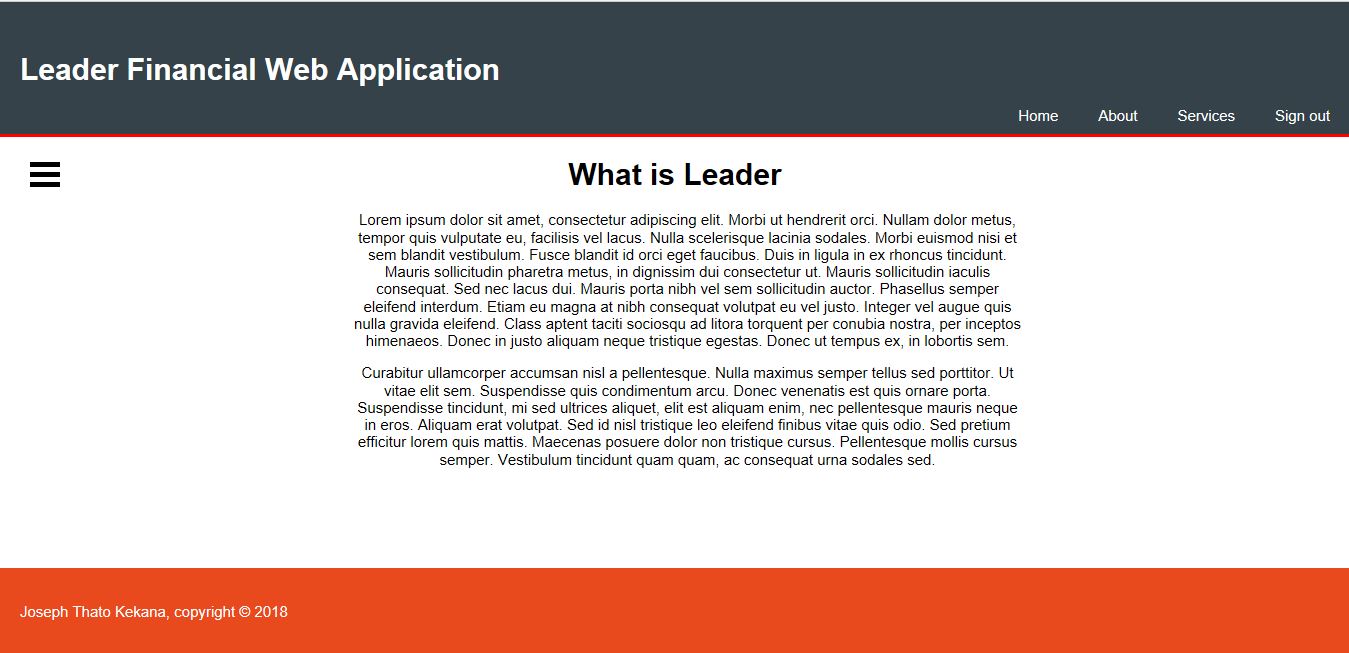 Leader Financial Web Application
Home About Services Sign out
What is Leader
Lorem ipsum dolor sit amet, consectetur adipiscing elit. Morbi ut hendrerit orci. Nullam dolor metus,
tempor quis vulputate eu, facilisis vel lacus. Nulla scelerisque lacinia sodales. Morbi euismod nisi et
sem blandit vestibulum. Fusce blandit id orci eget faucibus. Duis in ligula in ex rhoncus tincidunt.
Mauris sollicitudin pharetra metus, in dignissim dui consectetur ut. Mauris sollicitudin iaculis
consequat. Sed nec lacus dui. Mauris porta nibh vel sem sollicitudin auctor. Phasellus semper
eleifend interdum. Etiam eu magna at nibh consequat volutpat eu vel justo. Integer vel augue quis
nulla gravida eleifend. Class aptent taciti sociosqu ad litora torquent per conubia nostra, per inceptos
himenaeos. Donec in justo aliquam neque tristique egestas. Donec ut tempus ex, in lobortis sem.
Curabitur ullamcorper accumsan nisl a pellentesque. Nulla maximus semper tellus sed porttitor. Ut
vitae elit sem. Suspendisse quis condimentum arcu. Donec venenatis est quis ornare porta.
Suspendisse tincidunt, mi sed ultrices aliquet, elit est aliquam enim, nec pellentesque mauris neque
in eros. Aliquam erat volutpat. Sed id nisl tristique leo eleifend finibus vitae quis odio. Sed pretium
efficitur lorem quis mattis. Maecenas posuere dolor non tristique cursus. Pellentesque mollis cursus
semper. Vestibulum tincidunt quam quam, ac consequat urna sodales sed.
Joseph Thato Kekana, copyright © 2018